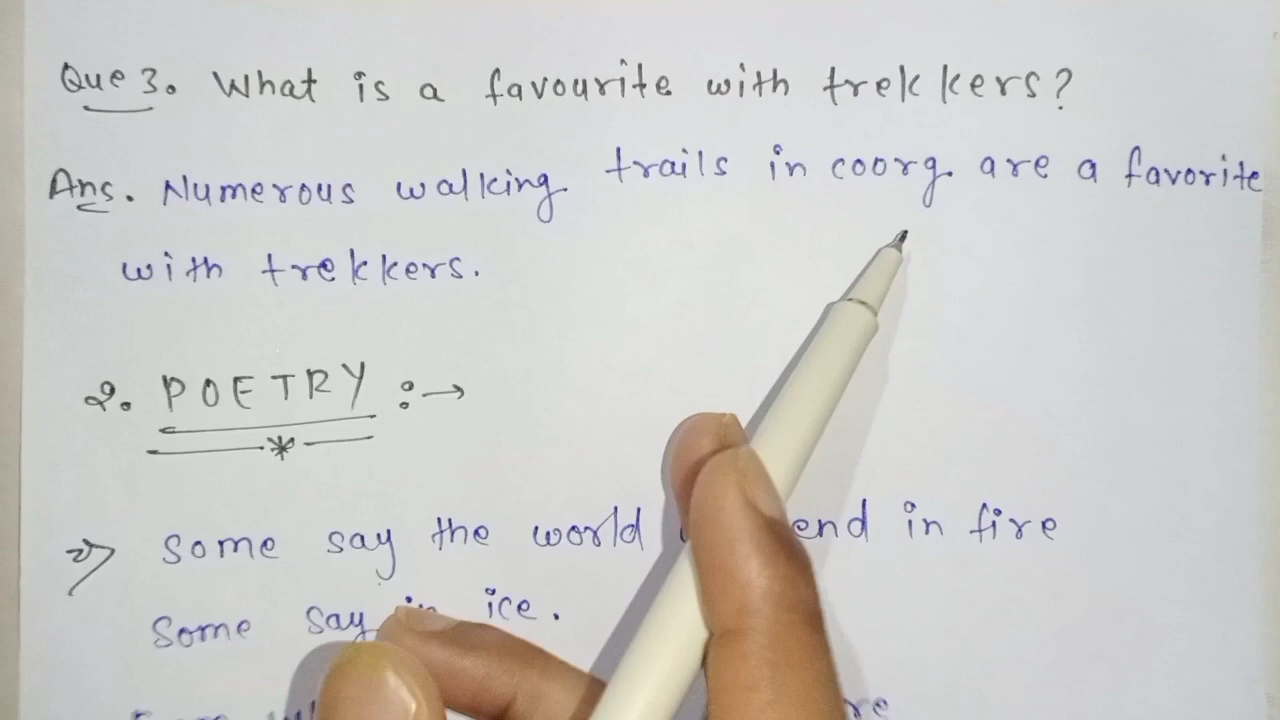 Que 3. What is a favourite with trekkers?
Ans. Numerous walking trails in coorg. are a favorite
with trekkers.
2. POETRY :→
⇒ Some say the world end in fire
Some say in ice.